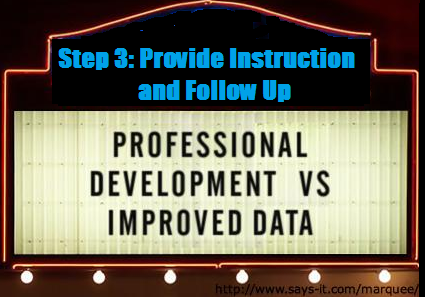 Step 3: Provide Instruction
and Follow Up
PROFESSIONAL
DEVELOPMENT VS
IMPROVED DATA
http://www.says-it.com/marquee/